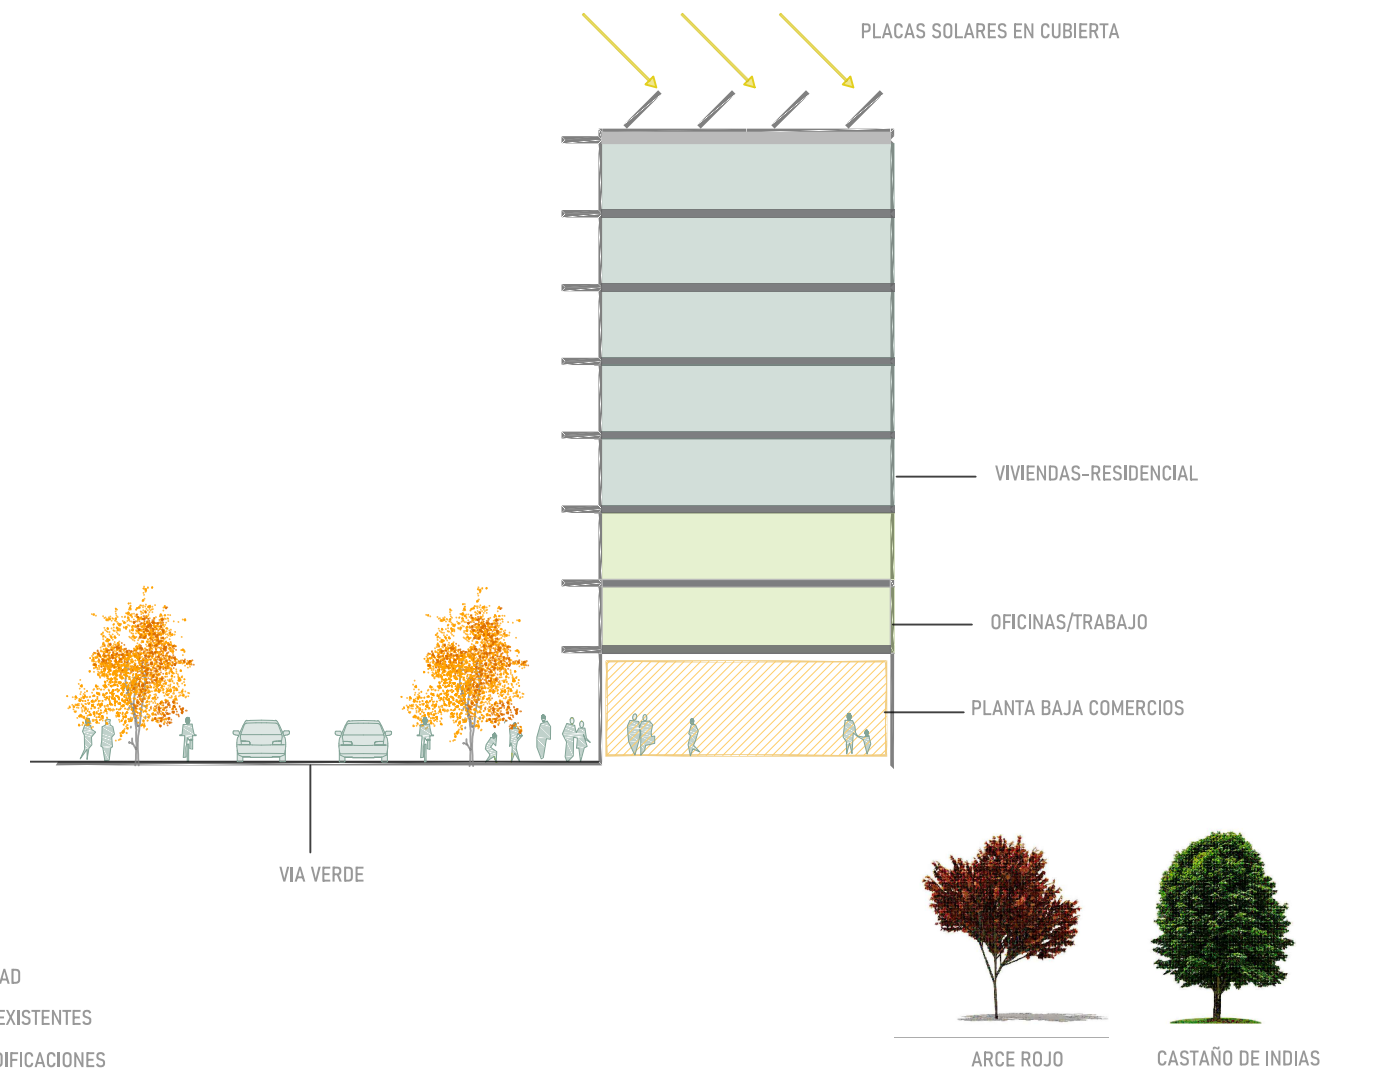 PLACAS SOLARES EN CUBIERTA
VIVIENDAS-RESIDENCIAL
OFICINAS/TRABAJO
PLANTA BAJA COMERCIOS
VIA VERDE
AD
EXISTENTES
DIFICACIONES
ARCE ROJO
CASTAÑO DE INDIAS